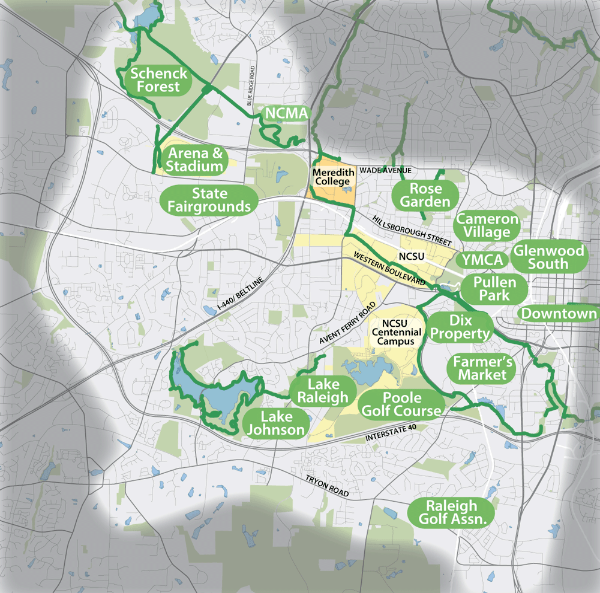 Schenck
Forest
BLUE RIDGE ROAD
NCMA
Arena &
Stadium
Meredith
College
WADE AVENUE
State
Fairgrounds
Rose
Garden
HILLSBOROUGH STREET
Cameron
Village
NCSU
YMCA
Glenwood
South
WESTERN BOULEVARD
Pullen
Park
I-440/ BELTLINE
AVENT FERRY ROAD
NCSU
Centennial
Campus
Dix
Property
Downtown
Farmer's
Market
Lake
Raleigh
Poole
Golf Course
Lake
Johnson
INTERSTATE 40
TRYON ROAD
Raleigh
Golf Assn.